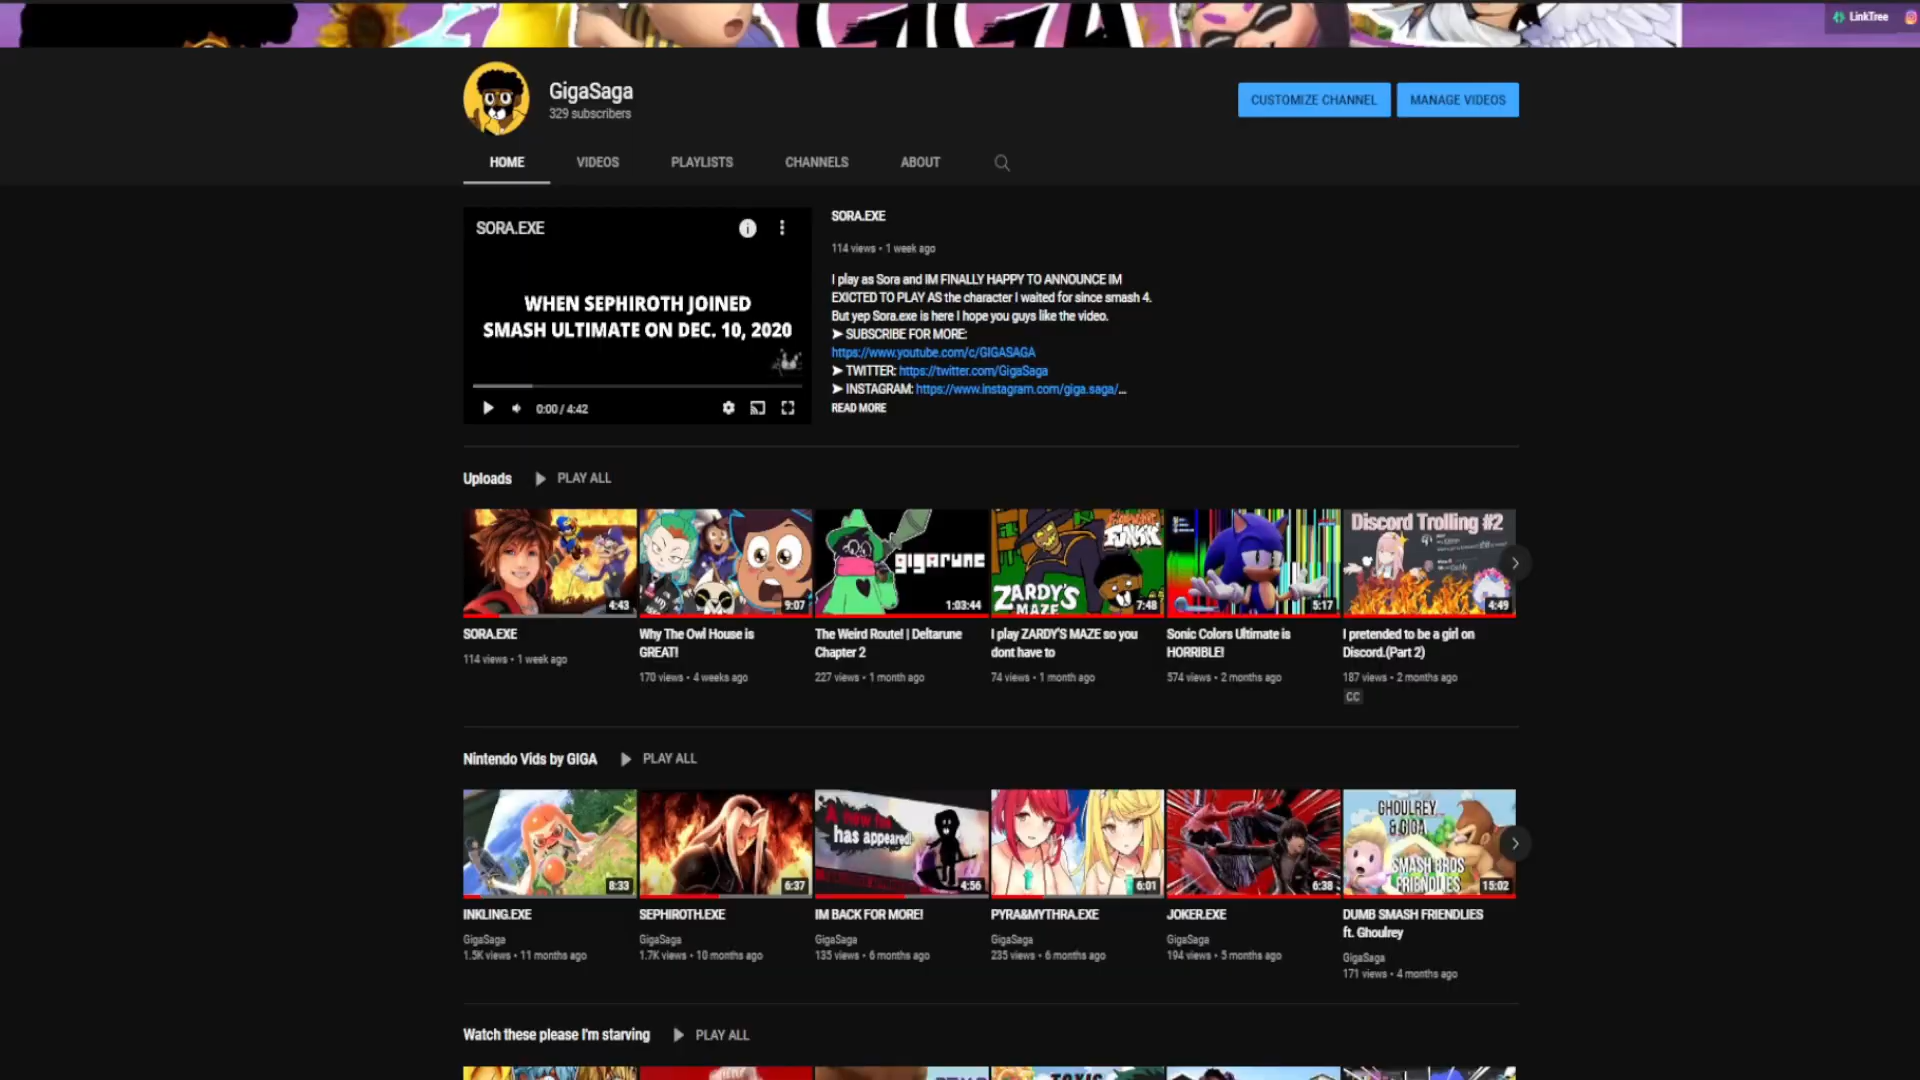 GIGA
LinkTree
GigaSaga
329 subscribers
CUSTOMIZE CHANNEL
MANAGE VIDEOS
HOME
VIDEOS
PLAYLISTS
CHANNELS
ABOUT
SORA.EXE
WHEN SEPHIROTH JOINED
SMASH ULTIMATE ON DEC. 10, 2020
0:00 / 4:42
SORA.EXE
114 views • 1 week ago
I play as Sora and IM FINALLY HAPPY TO ANNOUNCE IM
EXICTED TO PLAY AS the character I waited for since smash 4.
But yep Sora.exe is here I hope you guys like the video.
➤ SUBSCRIBE FOR MORE:
https://www.youtube.com/c/GIGASAGA
➤ TWITTER: https://twitter.com/GigaSaga
➤ INSTAGRAM: https://www.instagram.com/giga.saga/...
READ MORE
Uploads
PLAY ALL
4:43
SORA.EXE
114 views • 1 week ago
9:07
Why The Owl House is
GREAT!
170 views • 4 weeks ago
gigarune
1:03:44
The Weird Route! | Deltarune
Chapter 2
227 views • 1 month ago
FUNKIN
ZARDY'S
MAZE
7:48
I play ZARDY'S MAZE so you
dont have to
74 views • 1 month ago
5:17
Sonic Colors Ultimate is
HORRIBLE!
574 views • 2 months ago
Discord Trolling #2
4:49
I pretended to be a girl on
Discord.(Part 2)
187 views • 2 months ago
CC
Nintendo Vids by GIGA
PLAY ALL
8:33
INKLING.EXE
GigaSaga
1.5K views • 11 months ago
6:37
SEPHIROTH.EXE
GigaSaga
1.7K views • 10 months ago
A new
has appeared!
4:56
IM BACK FOR MORE!
GigaSaga
135 views • 6 months ago
6:01
PYRA&MYTHRA.EXE
GigaSaga
235 views • 6 months ago
6:38
JOKER.EXE
GigaSaga
194 views • 5 months ago
GHOULREY
& GIGA
SMASH BROS
FRIENDLIES
15:02
DUMB SMASH FRIENDLIES
ft. Ghoulrey
GigaSaga
171 views • 4 months ago
Watch these please I'm starving
PLAY ALL